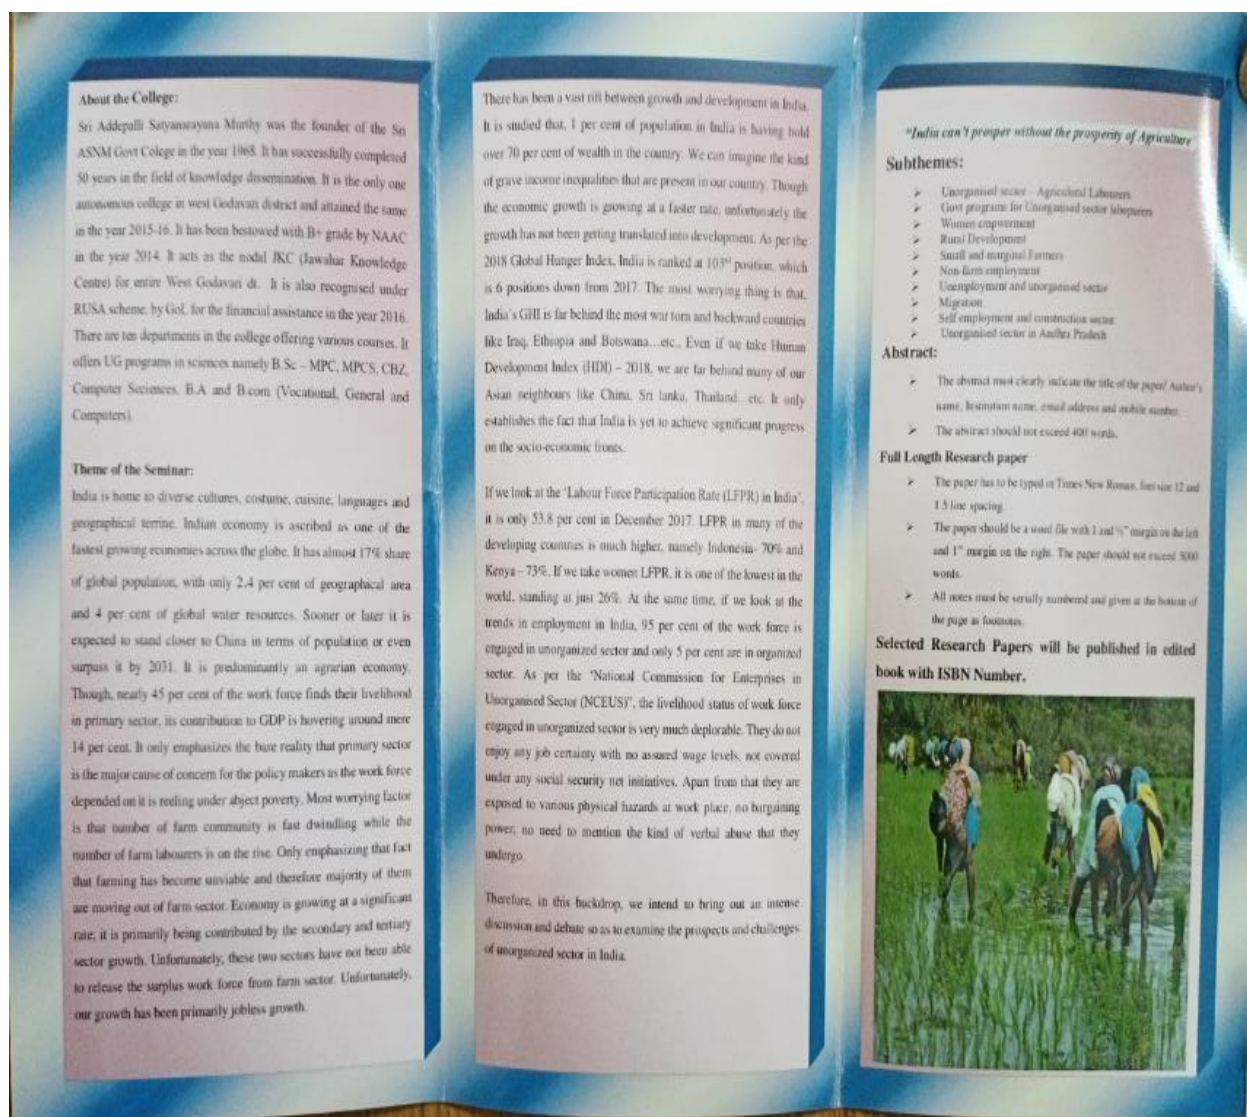 About the College:
Sri Addepalli Satyanarayana Murthy was the founder of the Sri
ASNM Govt Colege in the year 1968. It has successfully completed
50 years in the field of knowledge dissemination. It is the only one
autonomous college in west Godavari district and attained the same
in the year 2015-16. It has been bestowed with B+ grade by NAAC
in the year 2014. It acts as the nodal JKC (Jawahar Knowledge
Centre) for entire West Godavari dt. It is also recognised under
RUSA scheme, by GoI, for the financial assistance in the year 2016.
There are ten departments in the college offering various courses. It
offers UG programs in sciences namely B.Sc – MPC, MPCS, CBZ,
Computer Secienses, B.A and B.com (Vocational, General and
Computers).
Theme of the Seminar:
India is home to diverse cultures, costume, cuisine, languages and
geographical terrine. Indian economy is ascribed as one of the
fastest growing economies across the globe. It has almost 17% share
of global population, with only 2.4 per cent of geographical area
and 4 per cent of global water resources. Sooner or later it is
expected to stand closer to China in terms of population or even
surpass it by 2031. It is predominantly an agrarian economy.
Though, nearly 45 per cent of the work force finds their livelihood
in primary sector, its contribution to GDP is hovering around mere
14 per cent. It only emphasizes the bare reality that primary sector
is the major cause of concern for the policy makers as the work force
depended on it is reeling under abject poverty. Most worrying factor
is that number of farm community is fast dwindling while the
number of farm labourers is on the rise. Only emphasizing that fact
that farming has become unviable and therefore majority of them
are moving out of farm sector. Economy is growing at a significant
rate; it is primarily being contributed by the secondary and tertiary
sector growth. Unfortunately, these two sectors have not been able
to release the surplus work force from farm sector. Unfortunately,
our growth has been primarily jobless growth.
There has been a vast rift between growth and development in India.
It is studied that, 1 per cent of population in India is having hold
over 70 per cent of wealth in the country. We can imagine the kind
of grave income inequalities that are present in our country. Though
the economic growth is growing at a faster rate, unfortunately the
growth has not been getting translated into development. As per the
2018 Global Hunger Index, India is ranked at 103rd position, which
is 6 positions down from 2017. The most worrying thing is that,
India's GHI is far behind the most war torn and backward countries
like Iraq, Ethiopia and Botswana...etc., Even if we take Human
Development Index (HDI) – 2018, we are far behind many of our
Asian neighbours like China, Sri lanka, Thailand...etc. It only
establishes the fact that India is yet to achieve significant progress
on the socio-economic fronts.
If we look at the 'Labour Force Participation Rate (LFPR) in India',
it is only 53.8 per cent in December 2017. LFPR in many of the
developing countries is much higher, namely Indonesia- 70% and
Kenya – 73%. If we take women LFPR, it is one of the lowest in the
world, standing at just 26%. At the same time, if we look at the
trends in employment in India, 95 per cent of the work force is
engaged in unorganized sector and only 5 per cent are in organized
sector. As per the 'National Commission for Enterprises in
Unorganised Sector (NCEUS)', the livelihood status of work force
engaged in unorganized sector is very much deplorable. They do not
enjoy any job certainty with no assured wage levels, not covered
under any social security net initiatives. Apart from that they are
exposed to various physical hazards at work place, no bargaining
power; no need to mention the kind of verbal abuse that they
undergo.
Therefore, in this backdrop, we intend to bring out an intense
discussion and debate so as to examine the prospects and challenges
of unorganized sector in India.
"India can't prosper without the prosperity of Agriculture"
Subthemes:
➢ Unorganised sector – Agricultural Labourers
➢ Govt programs for Unorganised sector labourers
➢ Women empowerment
➢ Rural Development
➢ Small and marginal Farmers
➢ Non-farm employment
➢ Unemployment and unorganised sector
➢ Migration
➢ Self employment and construction sector
➢ Unorganised sector in Andhra Pradesh
Abstract:
➢ The abstract must clearly indicate the title of the paper/ Author's
name, Institution name, email address and mobile number.
➢ The abstract should not exceed 400 words.
Full Length Research paper
➢ The paper has to be typed in Times New Roman, font size 12 and
1.5 line spacing.
➢ The paper should be a word file with 1 and ½" margin on the left
and 1" margin on the right. The paper should not exceed 3000
words.
➢ All notes must be serially numbered and given at the bottom of
the page as footnotes.
Selected Research Papers will be published in edited
book with ISBN Number.